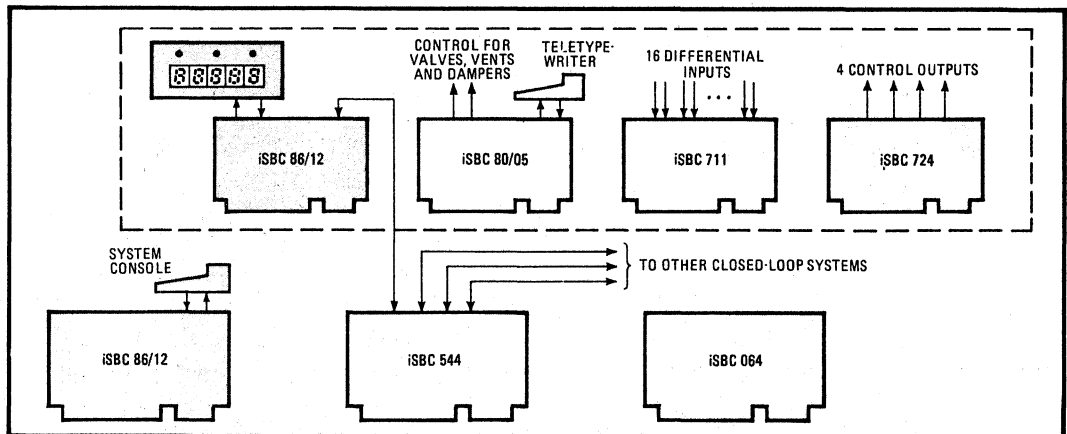 CONTROL FOR
VALVES, VENTS
AND DAMPERS
TELETYPE-
WRITER
16 DIFFERENTIAL
INPUTS
4 CONTROL OUTPUTS
88888
iSBC 86/12
iSBC 80/05
iSBC 711
iSBC 724
SYSTEM
CONSOLE
TO OTHER CLOSED-LOOP SYSTEMS
iSBC 86/12
iSBC 544
iSBC 064